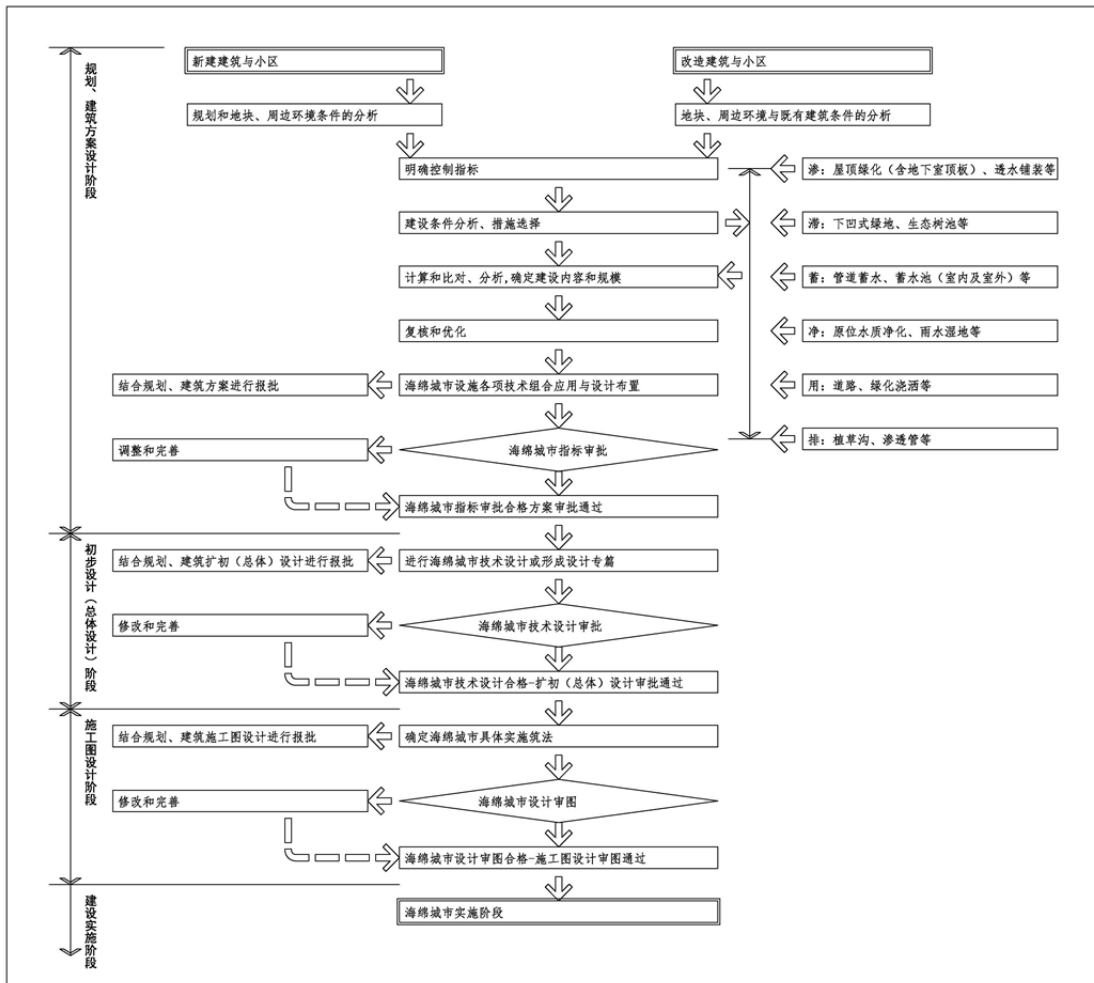 规划、建筑方案设计阶段
新建建筑与小区
改造建筑与小区
规划和地块、周边环境条件的分析
地块、周边环境与既有建筑条件的分析
明确控制指标
渗：屋顶绿化（含地下室顶板）、透水铺装等
建设条件分析、措施选择
滞：下凹式绿地、生态树池等
计算和比对、分析,确定建设内容和规模
蓄：管道蓄水、蓄水池（室内及室外）等
复核和优化
净：原位水质净化、雨水湿地等
结合规划、建筑方案进行报批
海绵城市设施各项技术组合应用与设计布置
用：道路、绿化浇洒等
调整和完善
海绵城市指标审批
排：植草沟、渗透管等
海绵城市指标审批合格方案审批通过
初步设计（总体设计）阶段
结合规划、建筑扩初（总体）设计进行报批
进行海绵城市技术设计或形成设计专篇
修改和完善
海绵城市技术设计审批
海绵城市技术设计合格-扩初（总体）设计审批通过
施工图设计阶段
结合规划、建筑施工图设计进行报批
确定海绵城市具体实施筑法
修改和完善
海绵城市设计审图
海绵城市设计审图合格-施工图设计审图通过
建设实施阶段
海绵城市实施阶段